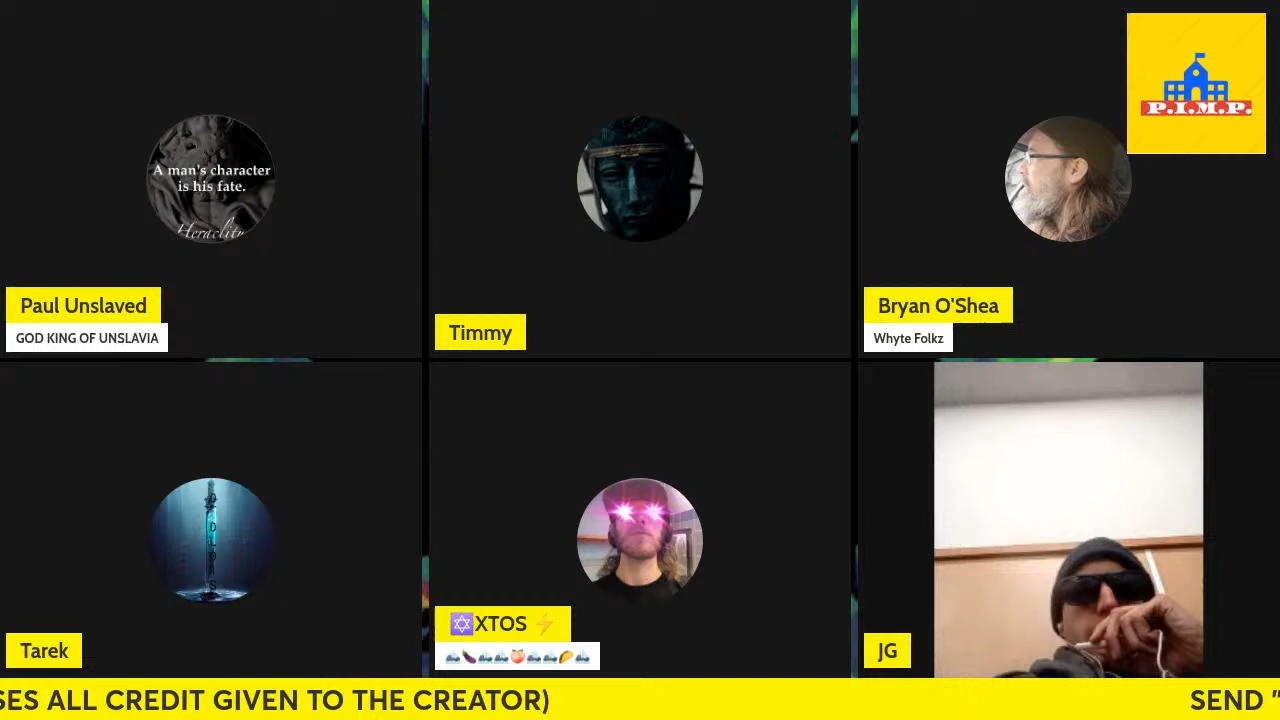 P.I.M.P.
A man's character
is his fate.
Paul Unslaved
GOD KING OF UNSLAVIA
Timmy
Bryan O'Shea
Whyte Folkz
Tarek
✡XTOS ⚡
JG
SES ALL CREDIT GIVEN TO THE CREATOR)
SEND "